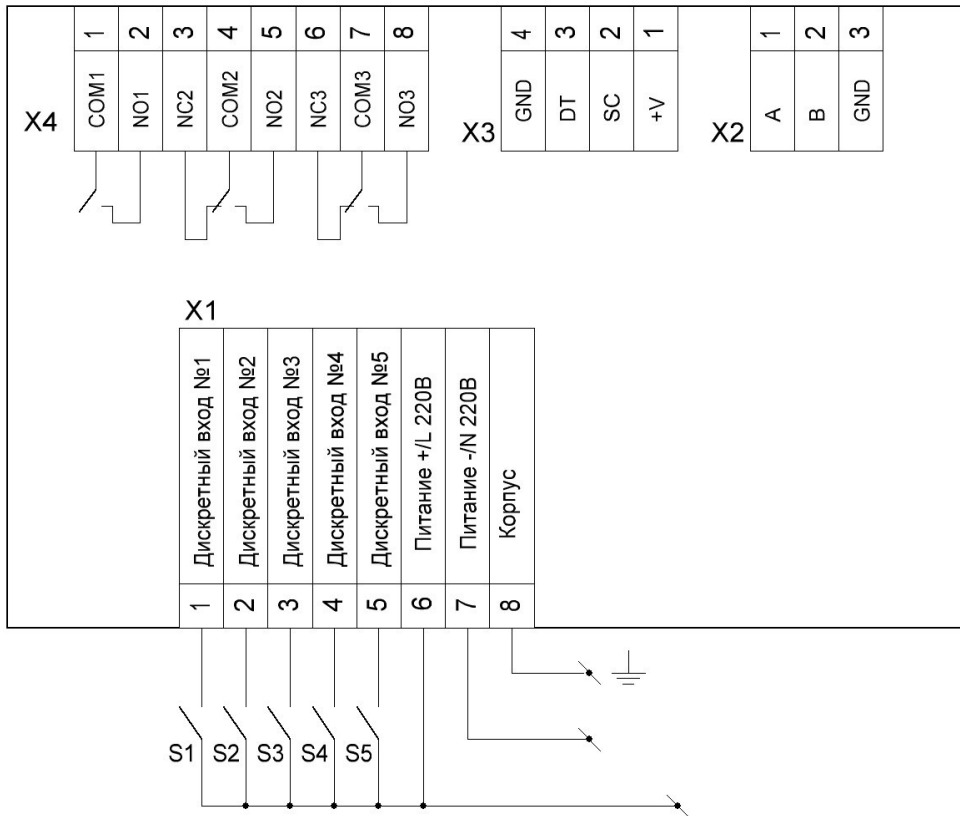 X4
1 2 3 4 5 6 7 8
COM1 NO1 NC2 COM2 NO2 NC3 COM3 NO3
X3
4 3 2 1
GND DT SC +V
X2
1 2 3
A B GND
X1
Дискретный вход №1
Дискретный вход №2
Дискретный вход №3
Дискретный вход №4
Дискретный вход №5
Питание +/L 220В
Питание -/N 220В
Корпус
1 2 3 4 5 6 7 8
S1 S2 S3 S4 S5